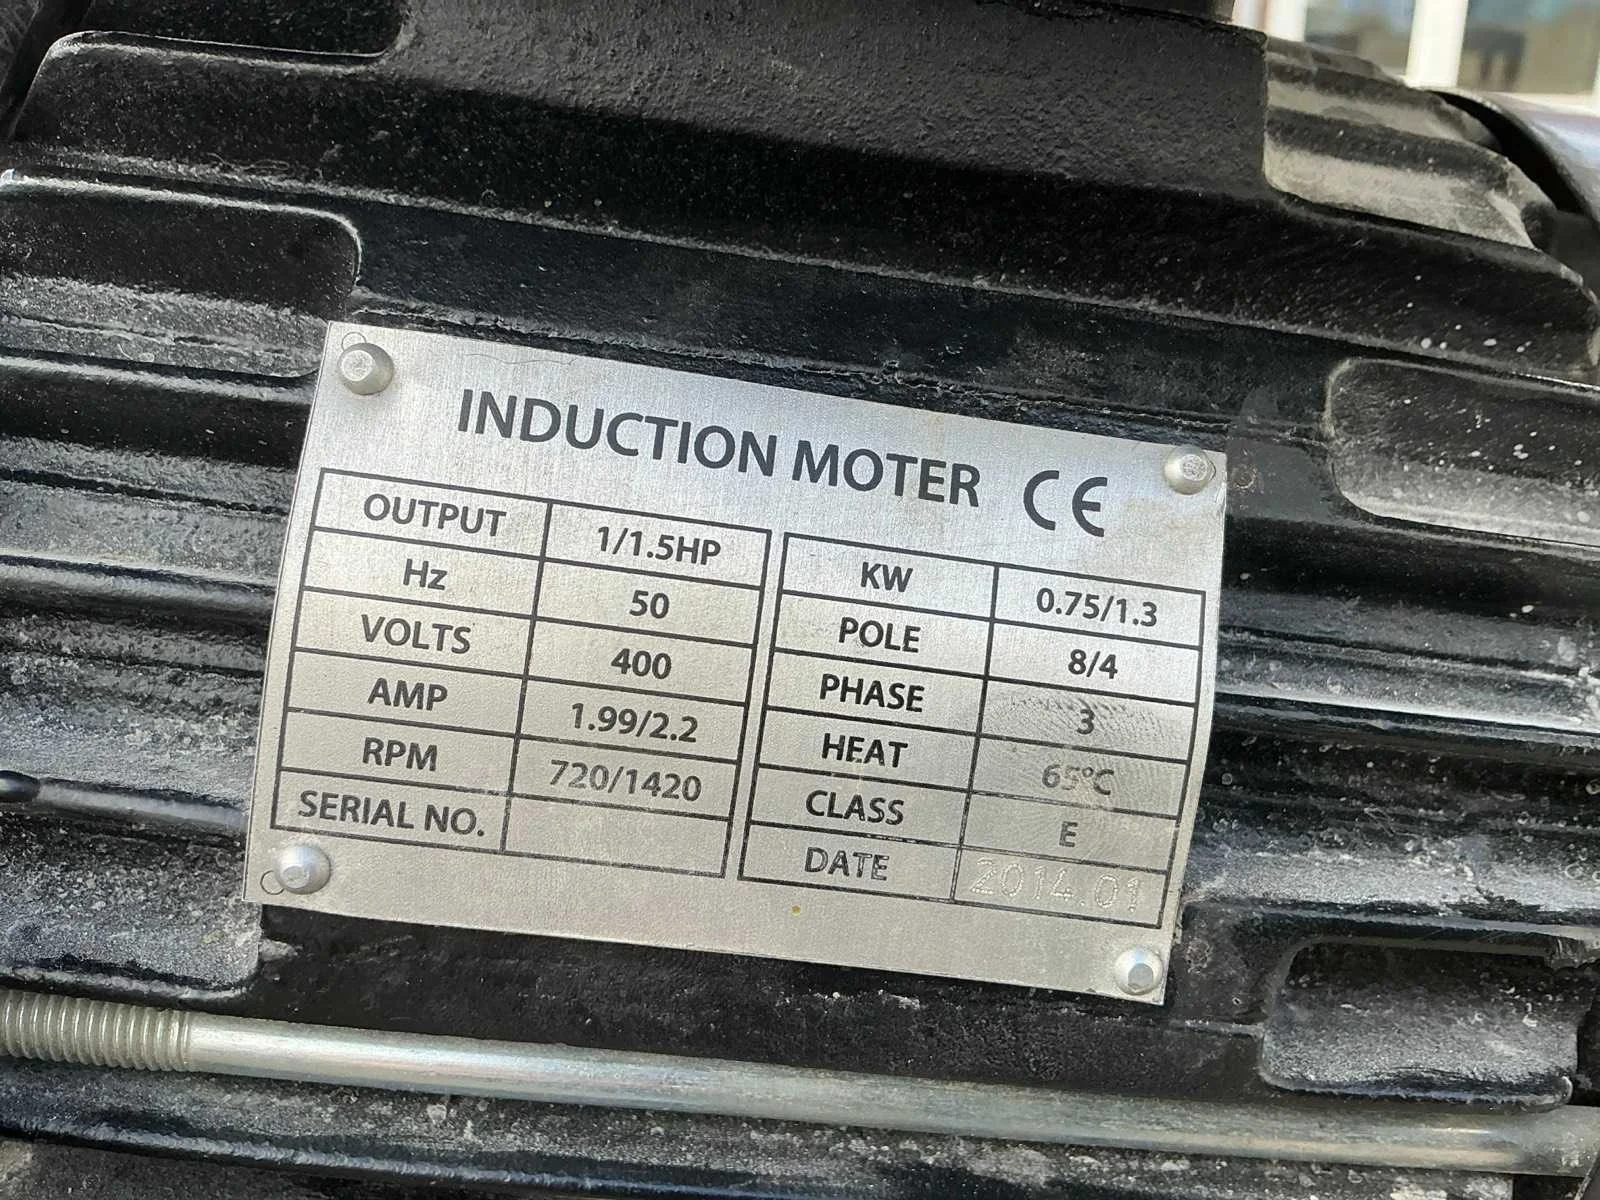 INDUCTION MOTER CE
OUTPUT 1/1.5HP
Hz 50
VOLTS 400
AMP 1.99/2.2
RPM 720/1420
SERIAL NO.
KW 0.75/1.3
POLE 8/4
PHASE 3
HEAT 65°C
CLASS E
DATE 2014.01